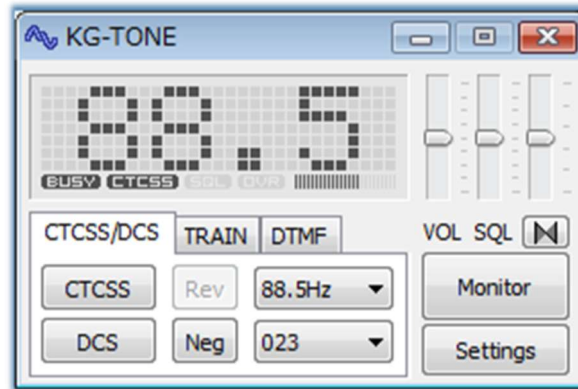 KG-TONE
88.5
BUSY CTCSS SQL OVR
CTCSS/DCS TRAIN DTMF
VOL SQL
CTCSS Rev 88.5Hz
Monitor
DCS Neg 023
Settings